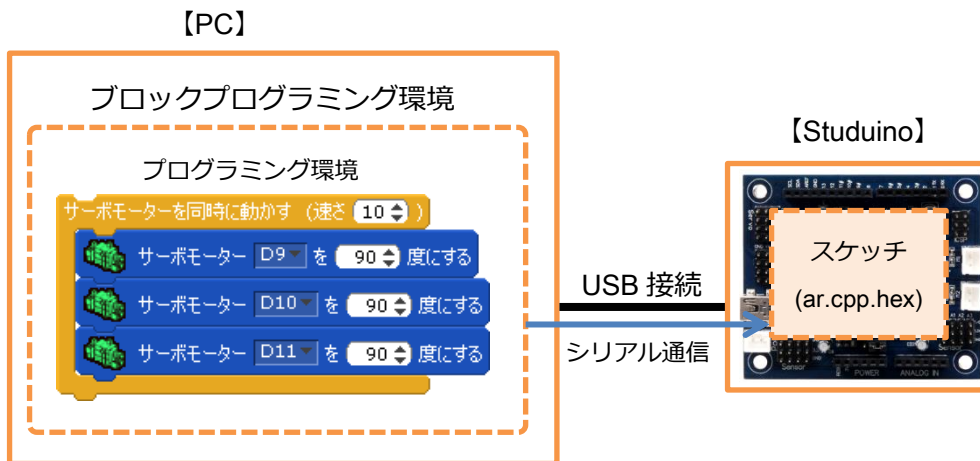 【PC】
ブロックプログラミング環境
プログラミング環境
サーボモーターを同時に動かす (速さ 10 )
サーボモーター D9 を 90 度にする
サーボモーター D10 を 90 度にする
サーボモーター D11 を 90 度にする
USB 接続
シリアル通信
【Studuino】
スケッチ
(ar.cpp.hex)
Sensor
POWER
ANALOG IN